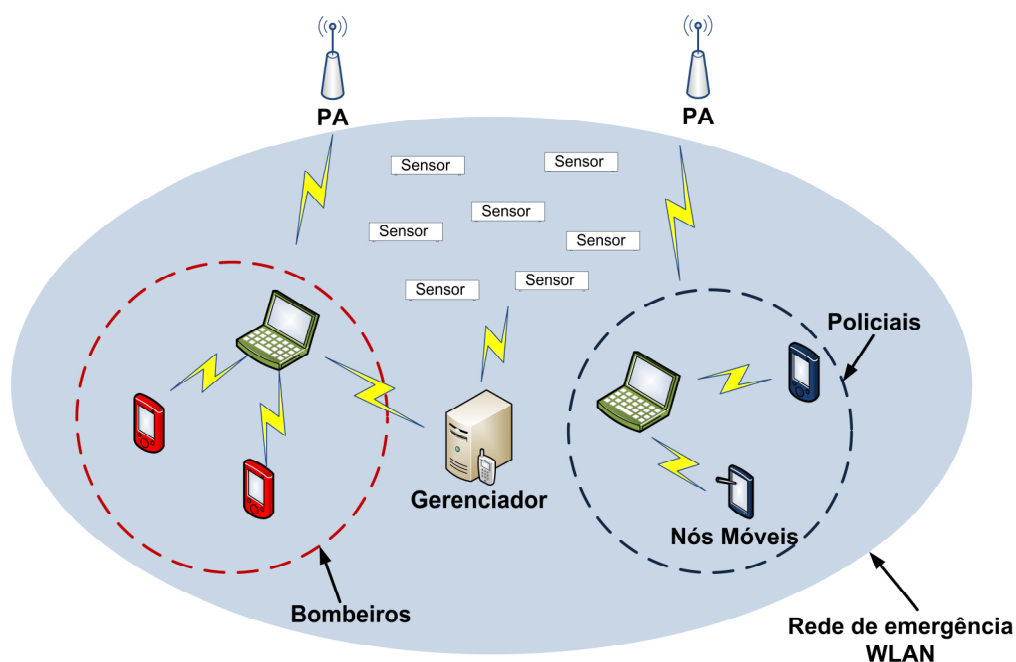 PA
PA
Sensor
Sensor
Sensor
Sensor
Sensor
Sensor
Sensor
Policiais
Gerenciador
Nós Móveis
Bombeiros
Rede de emergência
WLAN